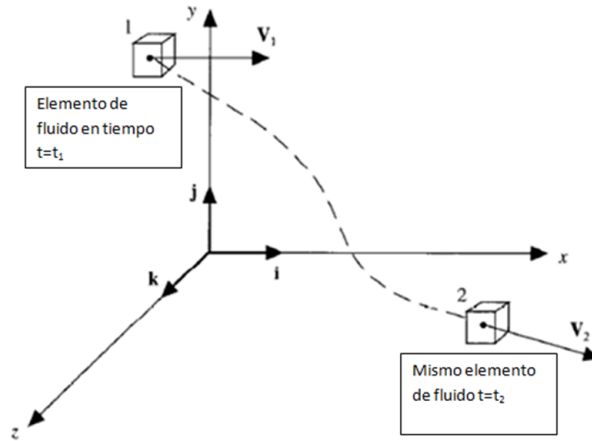 y
1
V₁
Elemento de
fluido en tiempo
t=t₁
j
k
i
x
2
V₂
Mismo elemento
de fluido t=t₂
z